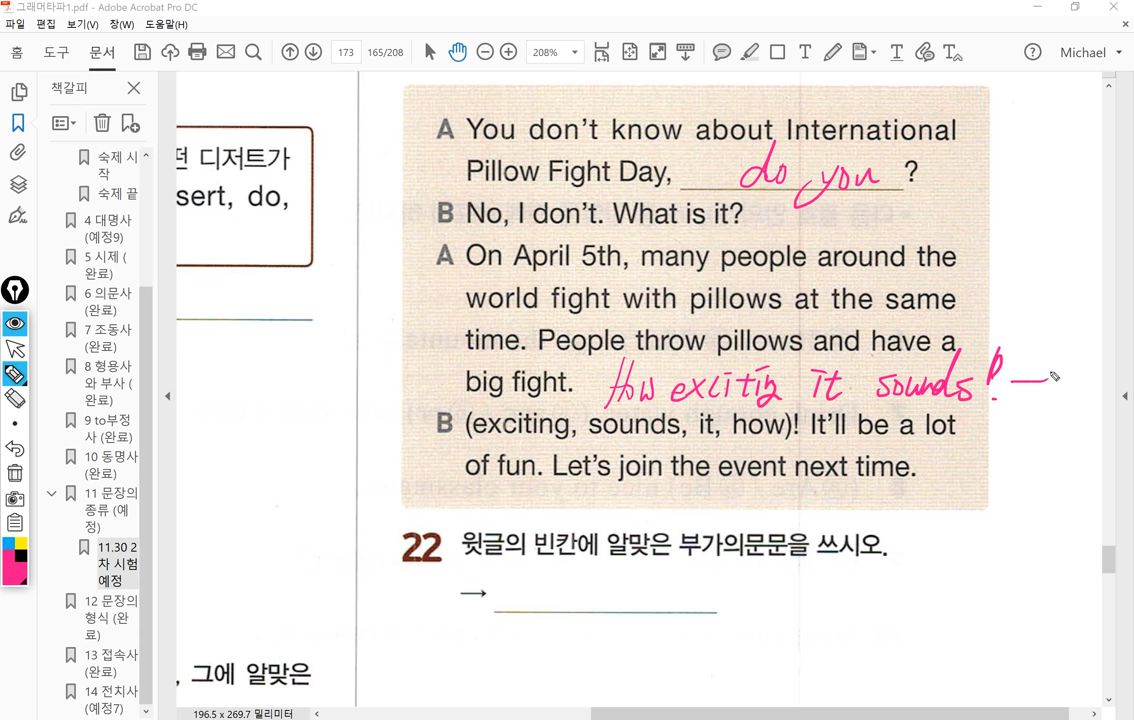 그래머타파1.pdf - Adobe Acrobat Pro DC
파일 편집 보기(V) 창(W) 도움말(H)
홈 도구 문서 173 165/208 208% Michael
책갈피
숙제 시작
숙제 끝
4 대명사 (예정9)
5 시제 (완료)
6 의문사 (완료)
7 조동사 (완료)
8 형용사와 부사 (완료)
9 to부정사 (완료)
10 동명사 (완료)
11 문장의 종류 (예정)
11.30 2차 시험 예정
12 문장의 형식 (완료)
13 접속사 (완료)
14 전치사 (예정7)
떤 디저트가
sert, do,
A You don't know about International
Pillow Fight Day, do you ?
B No, I don't. What is it?
A On April 5th, many people around the
world fight with pillows at the same
time. People throw pillows and have a
big fight. How exciting it sounds!
B (exciting, sounds, it, how)! It'll be a lot
of fun. Let's join the event next time.
22 윗글의 빈칸에 알맞은 부가의문문을 쓰시오.
→
, 그에 알맞은
196.5 x 269.7 밀리미터